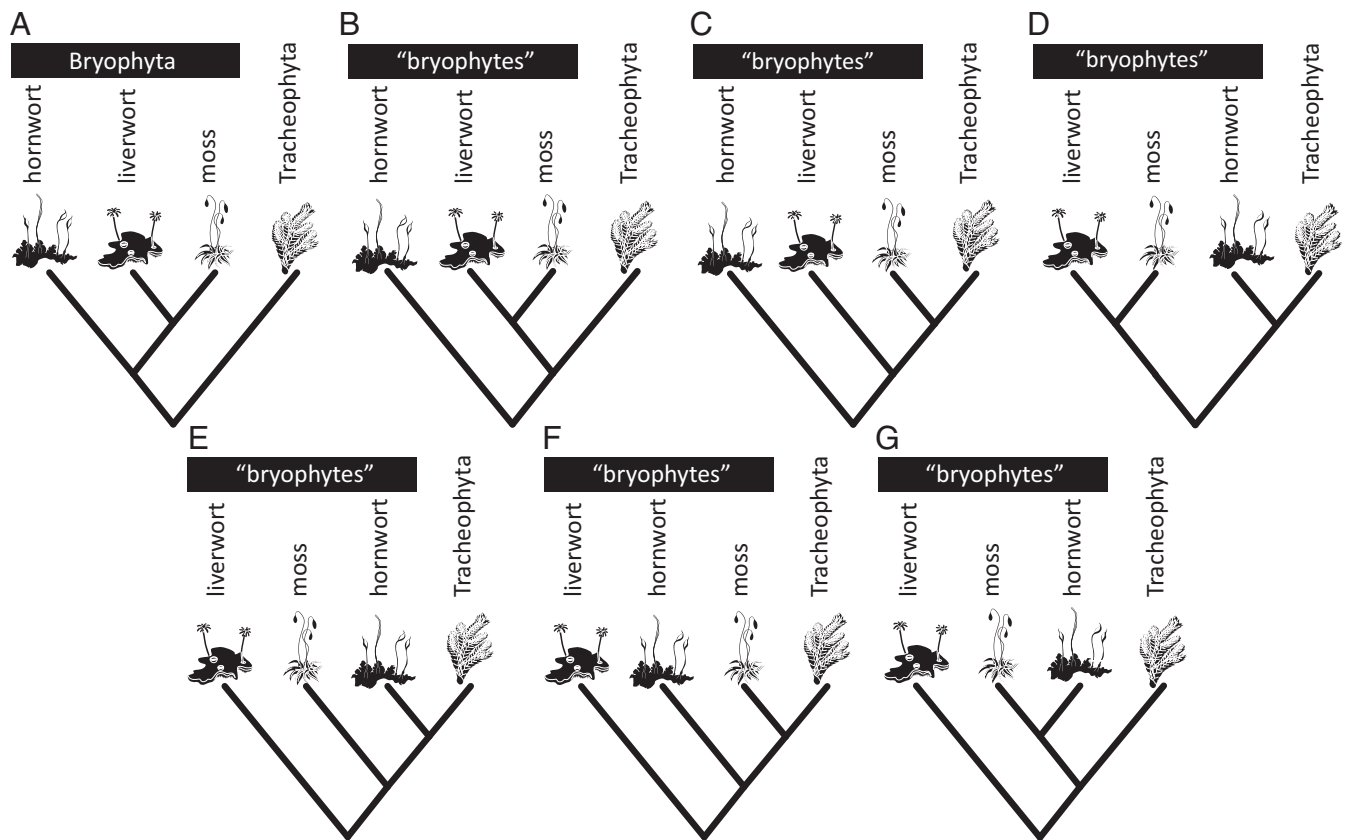 A
Bryophyta
hornwort
liverwort
moss
Tracheophyta
B
“bryophytes”
hornwort
liverwort
moss
Tracheophyta
C
“bryophytes”
hornwort
liverwort
moss
Tracheophyta
D
“bryophytes”
liverwort
moss
hornwort
Tracheophyta
E
“bryophytes”
liverwort
moss
hornwort
Tracheophyta
F
“bryophytes”
liverwort
hornwort
moss
Tracheophyta
G
“bryophytes”
liverwort
moss
hornwort
Tracheophyta